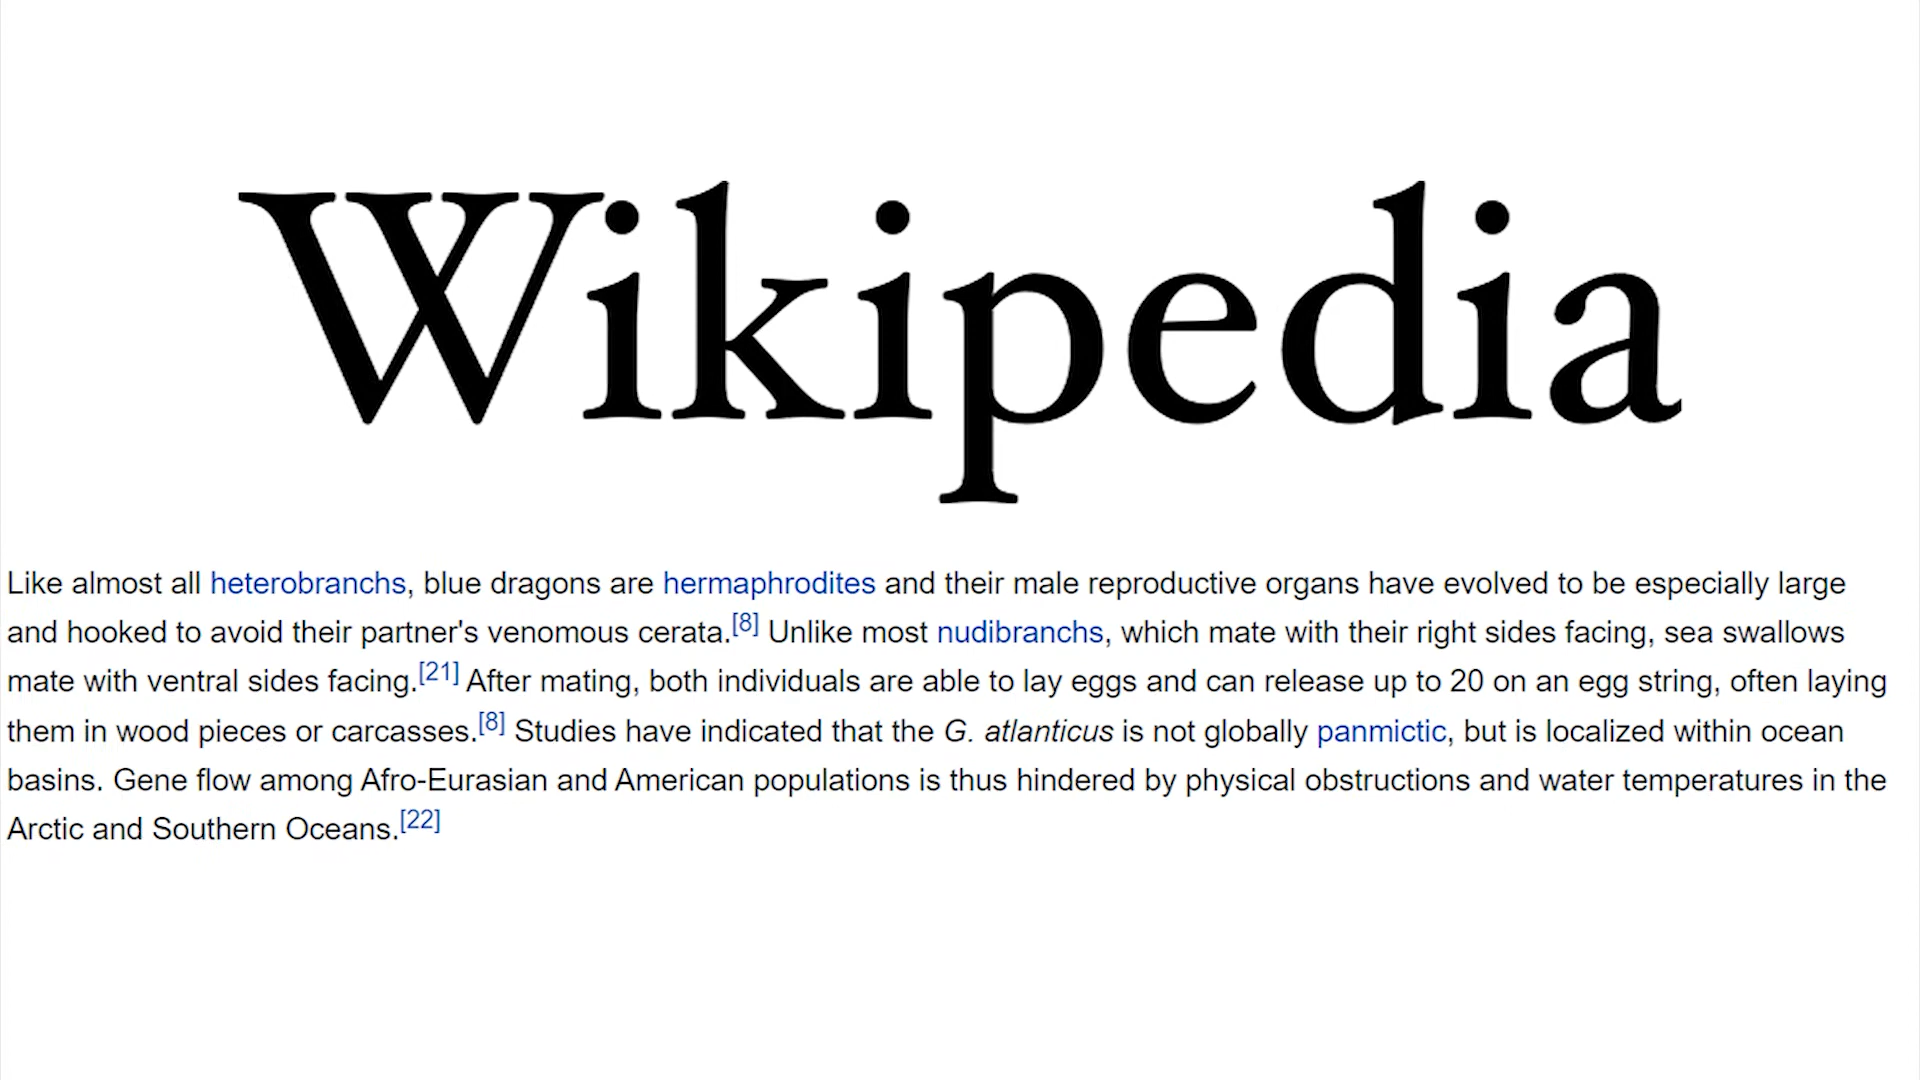 Wikipedia
Like almost all heterobranchs, blue dragons are hermaphrodites and their male reproductive organs have evolved to be especially large
and hooked to avoid their partner's venomous cerata.[8] Unlike most nudibranchs, which mate with their right sides facing, sea swallows
mate with ventral sides facing.[21] After mating, both individuals are able to lay eggs and can release up to 20 on an egg string, often laying
them in wood pieces or carcasses.[8] Studies have indicated that the G. atlanticus is not globally panmictic, but is localized within ocean
basins. Gene flow among Afro-Eurasian and American populations is thus hindered by physical obstructions and water temperatures in the
Arctic and Southern Oceans.[22]